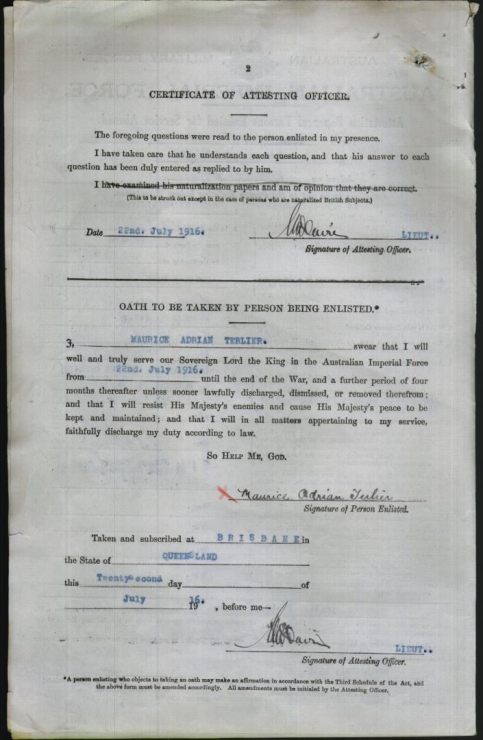 2
CERTIFICATE OF ATTESTING OFFICER.
The foregoing questions were read to the person enlisted in my presence.
I have taken care that he understands each question, and that his answer to each
question has been duly entered as replied to by him.
I have examined his naturalization papers and am of opinion that they are correct.
(This to be struck out except in the case of persons who are naturalized British Subjects.)
Date 22nd. July 1916. LIEUT..
Signature of Attesting Officer.
OATH TO BE TAKEN BY PERSON BEING ENLISTED.*
I, MAURICE ADRIAN TERLIER. swear that I will
well and truly serve our Sovereign Lord the King in the Australian Imperial Force
from 22nd. July 1916. until the end of the War, and a further period of four
months thereafter unless sooner lawfully discharged, dismissed, or removed therefrom;
and that I will resist His Majesty's enemies and cause His Majesty's peace to be
kept and maintained; and that I will in all matters appertaining to my service,
faithfully discharge my duty according to law.
SO HELP ME, GOD.
X Maurice Adrian Terlier
Signature of Person Enlisted.
Taken and subscribed at BRISBANE in
the State of QUEENSLAND
this Twenty second day of
July 1916. , before me—
LIEUT..
Signature of Attesting Officer.
*A person enlisting who objects to taking an oath may make an affirmation in accordance with the Third Schedule of the Act, and
the above form must be amended accordingly. All amendments must be initialed by the Attesting Officer.